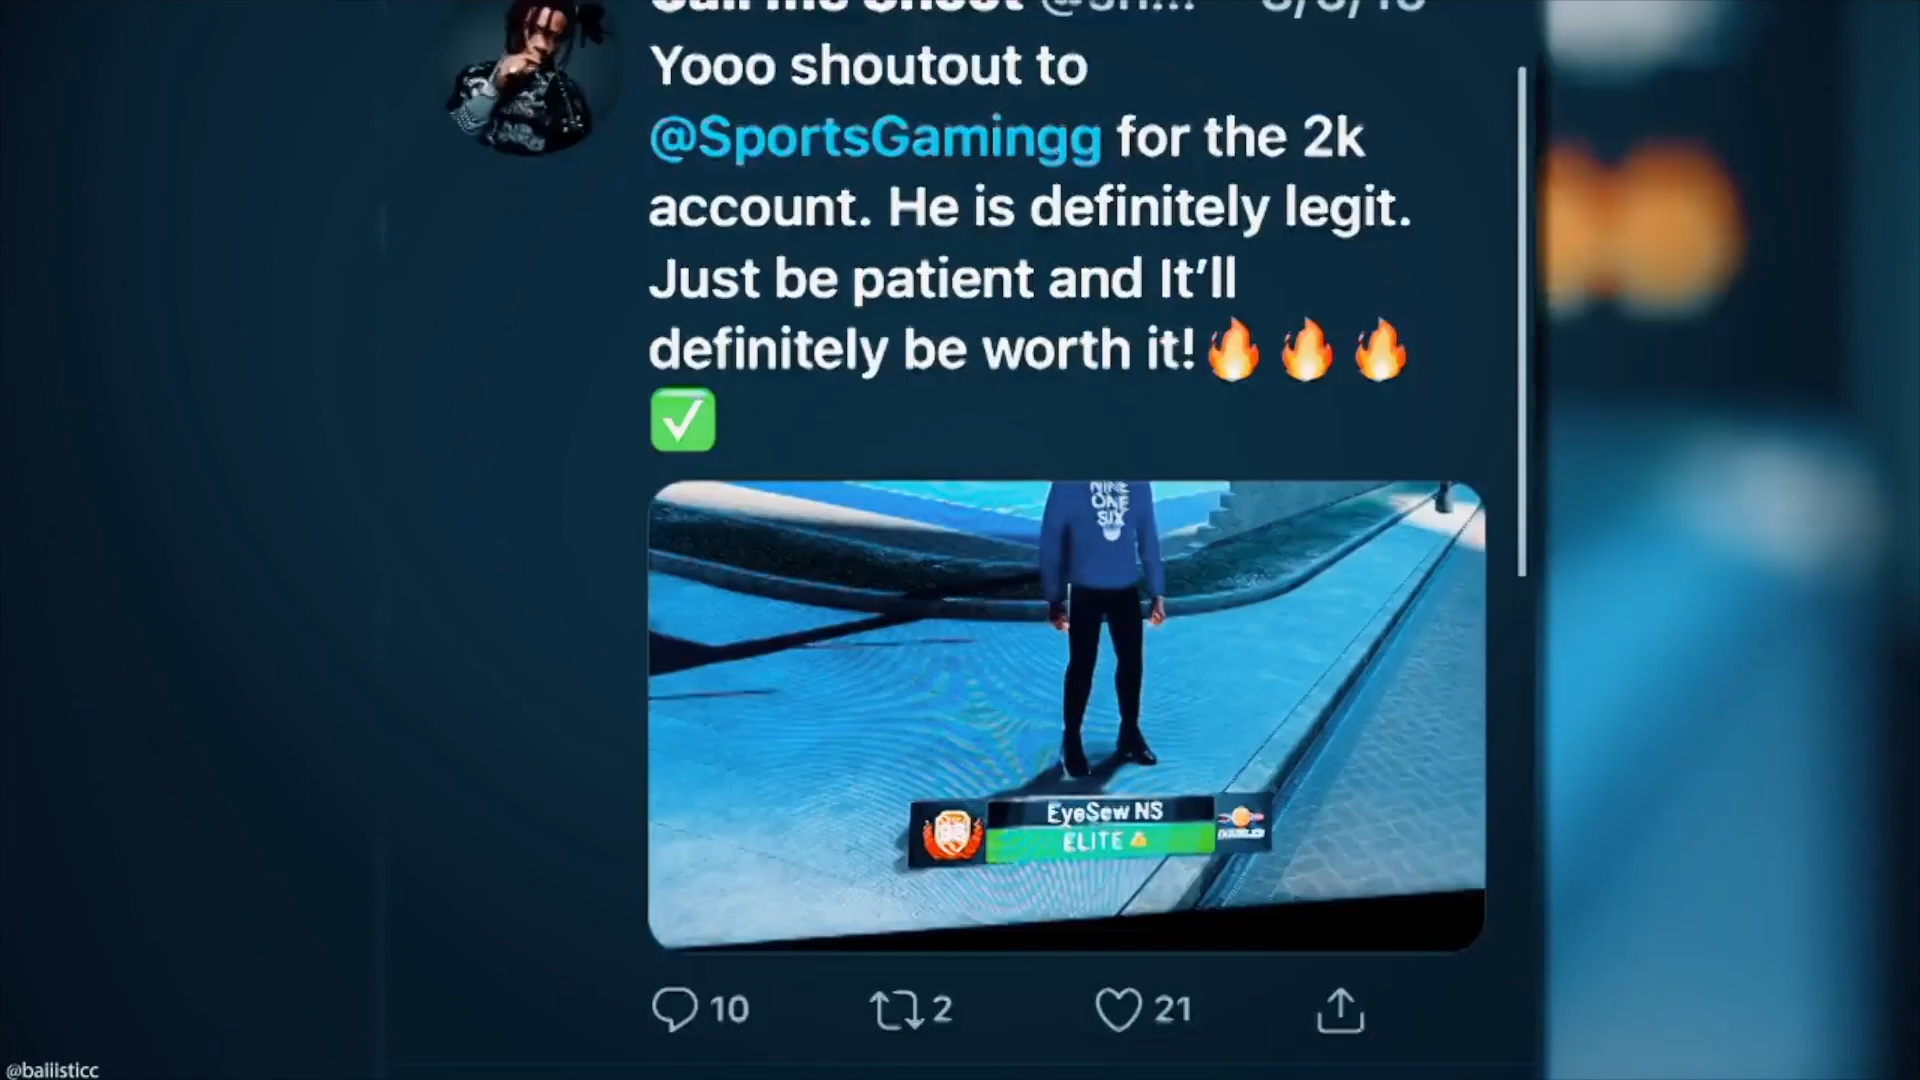 Yooo shoutout to
@SportsGamingg for the 2k
account. He is definitely legit.
Just be patient and It'll
definitely be worth it!🔥🔥🔥
✅
NINE
ONE
SIX
EyeSew NS
98
ELITE
10
2
21
@baiiisticc